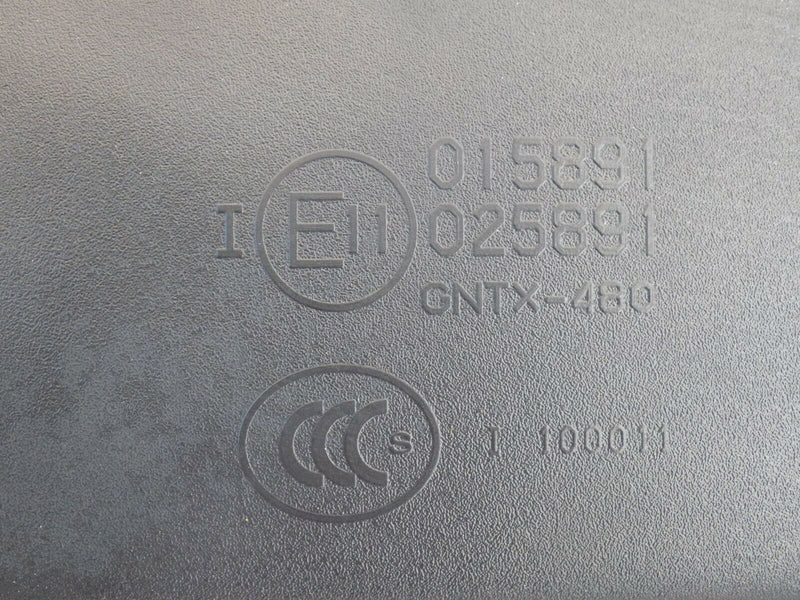 015891
I E11 025891
GNTX-480
CCC S I 100011